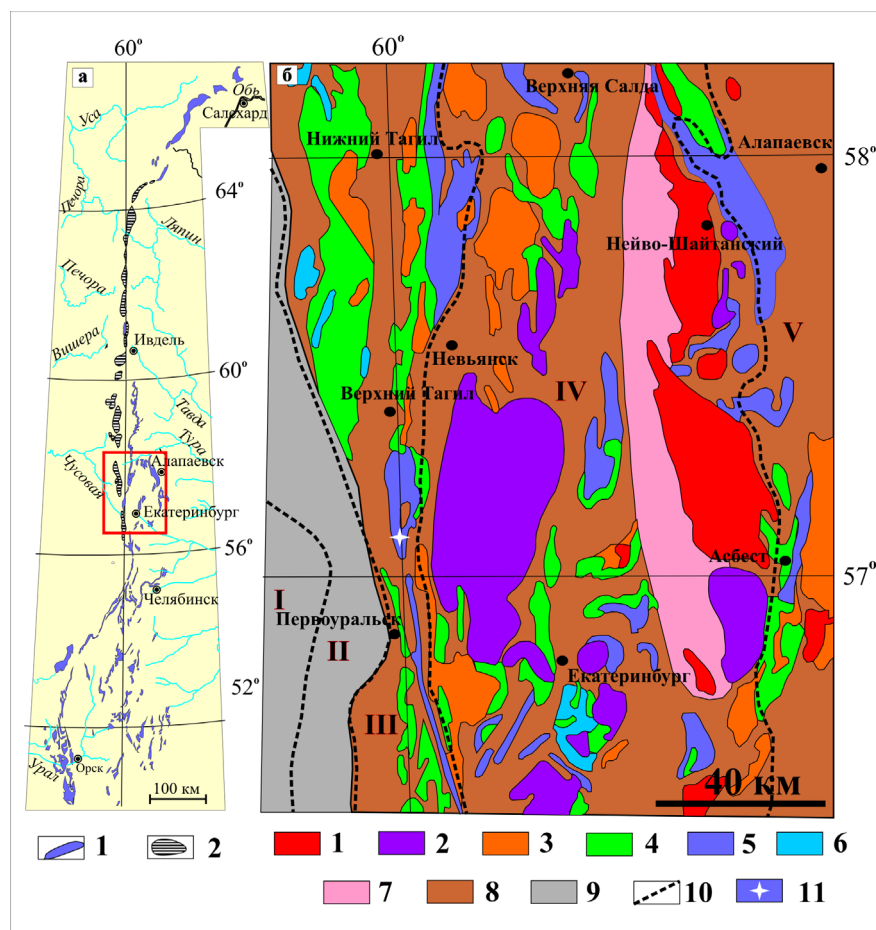 60°
60°
а
б
Обь
Салехард
Уса
Верхняя Салда
Нижний Тагил
Алапаевск
58°
64°
Печора
Ляпин
Нейво-Шайтанский
Печора
V
Вишера
Ивдель
Невьянск
60°
IV
Верхний Тагил
Тавда
Тура
Чусовая
Алапаевск
Екатеринбург
Асбест
56°
57°
Челябинск
I
Первоуральск
II
Екатеринбург
52°
III
Урал
Орск
100 км
40 км
1 2 1 2 3 4 5 6
7 8 9 10 11